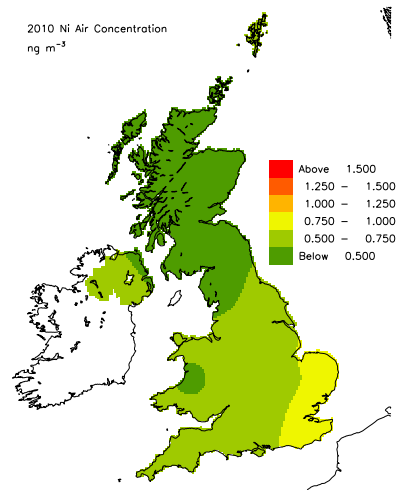 2010 Ni Air Concentration
ng m⁻³
Above 1.500
1.250 – 1.500
1.000 – 1.250
0.750 – 1.000
0.500 – 0.750
Below 0.500